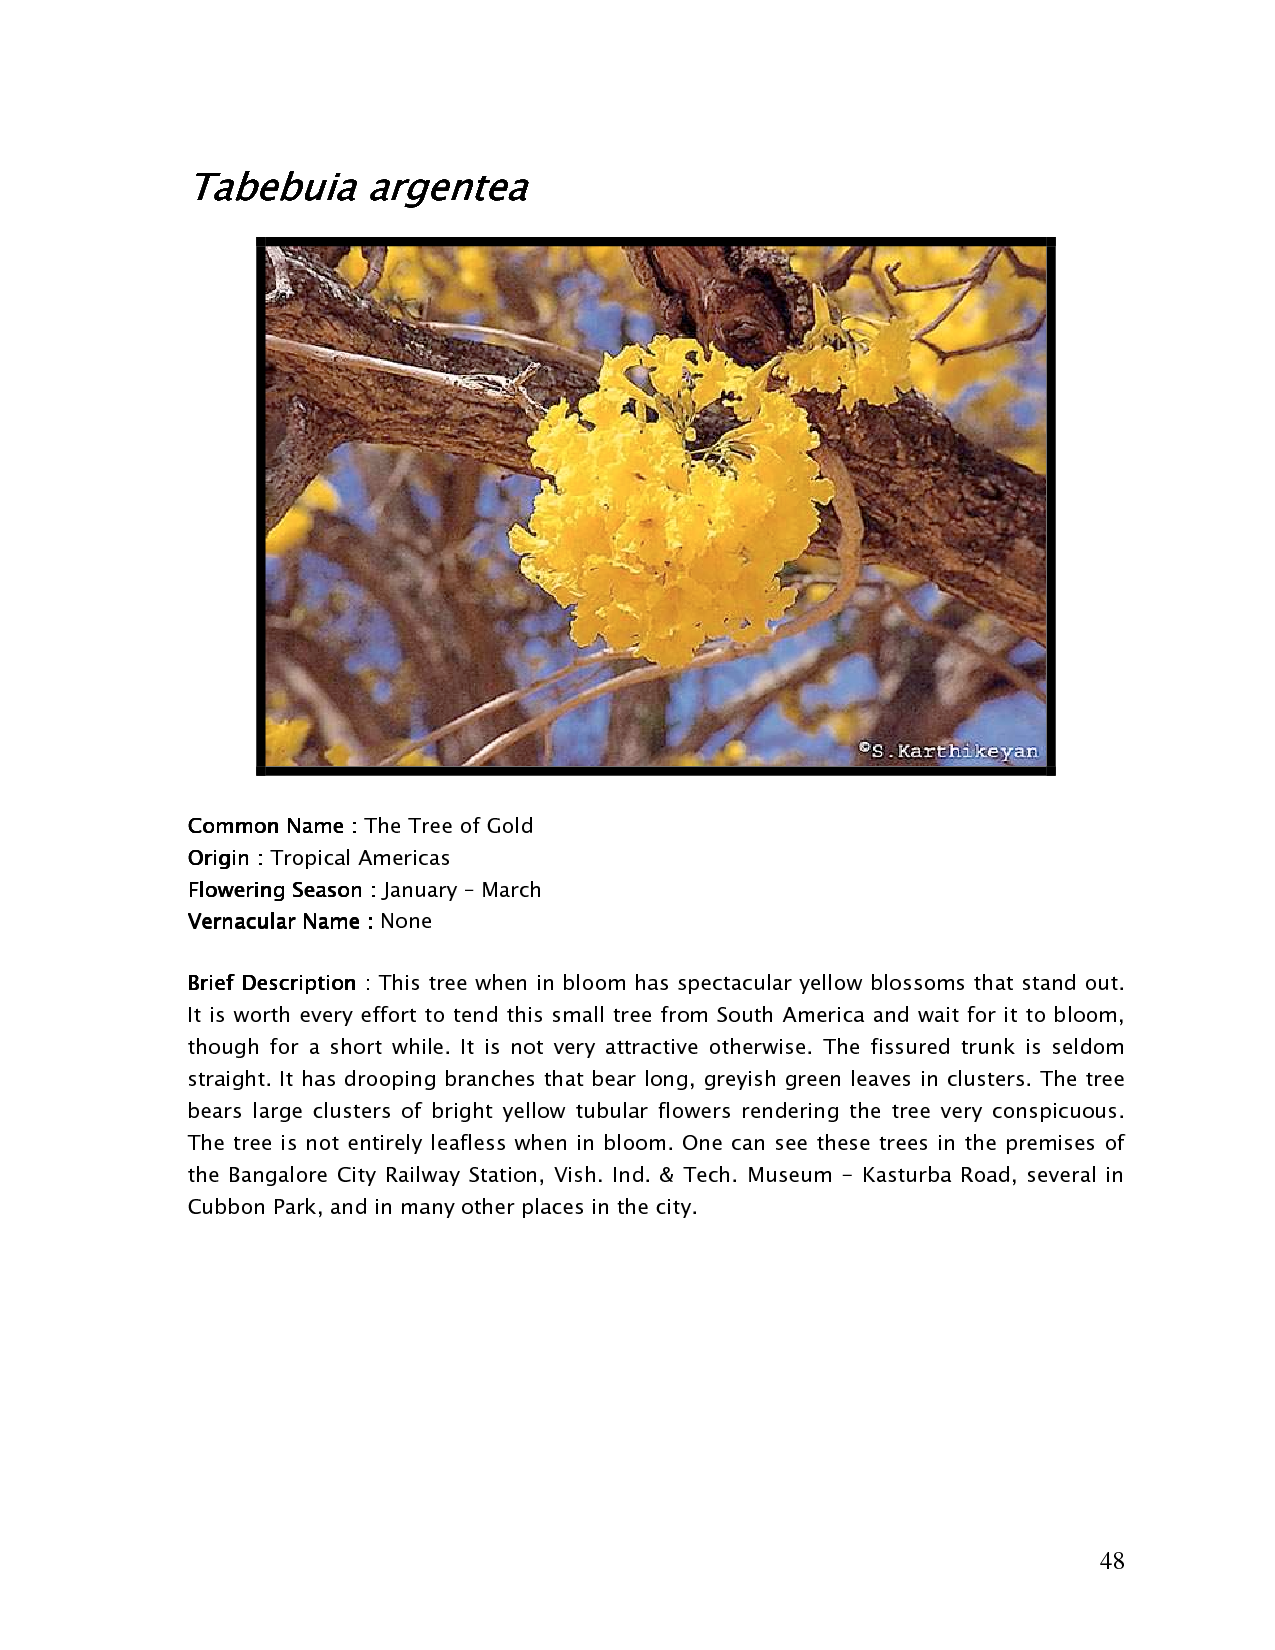 Tabebuia argentea
©S.Karthikeyan
Common Name : The Tree of Gold
Origin : Tropical Americas
Flowering Season : January – March
Vernacular Name : None
Brief Description : This tree when in bloom has spectacular yellow blossoms that stand out.
It is worth every effort to tend this small tree from South America and wait for it to bloom,
though for a short while. It is not very attractive otherwise. The fissured trunk is seldom
straight. It has drooping branches that bear long, greyish green leaves in clusters. The tree
bears large clusters of bright yellow tubular flowers rendering the tree very conspicuous.
The tree is not entirely leafless when in bloom. One can see these trees in the premises of
the Bangalore City Railway Station, Vish. Ind. & Tech. Museum – Kasturba Road, several in
Cubbon Park, and in many other places in the city.
48